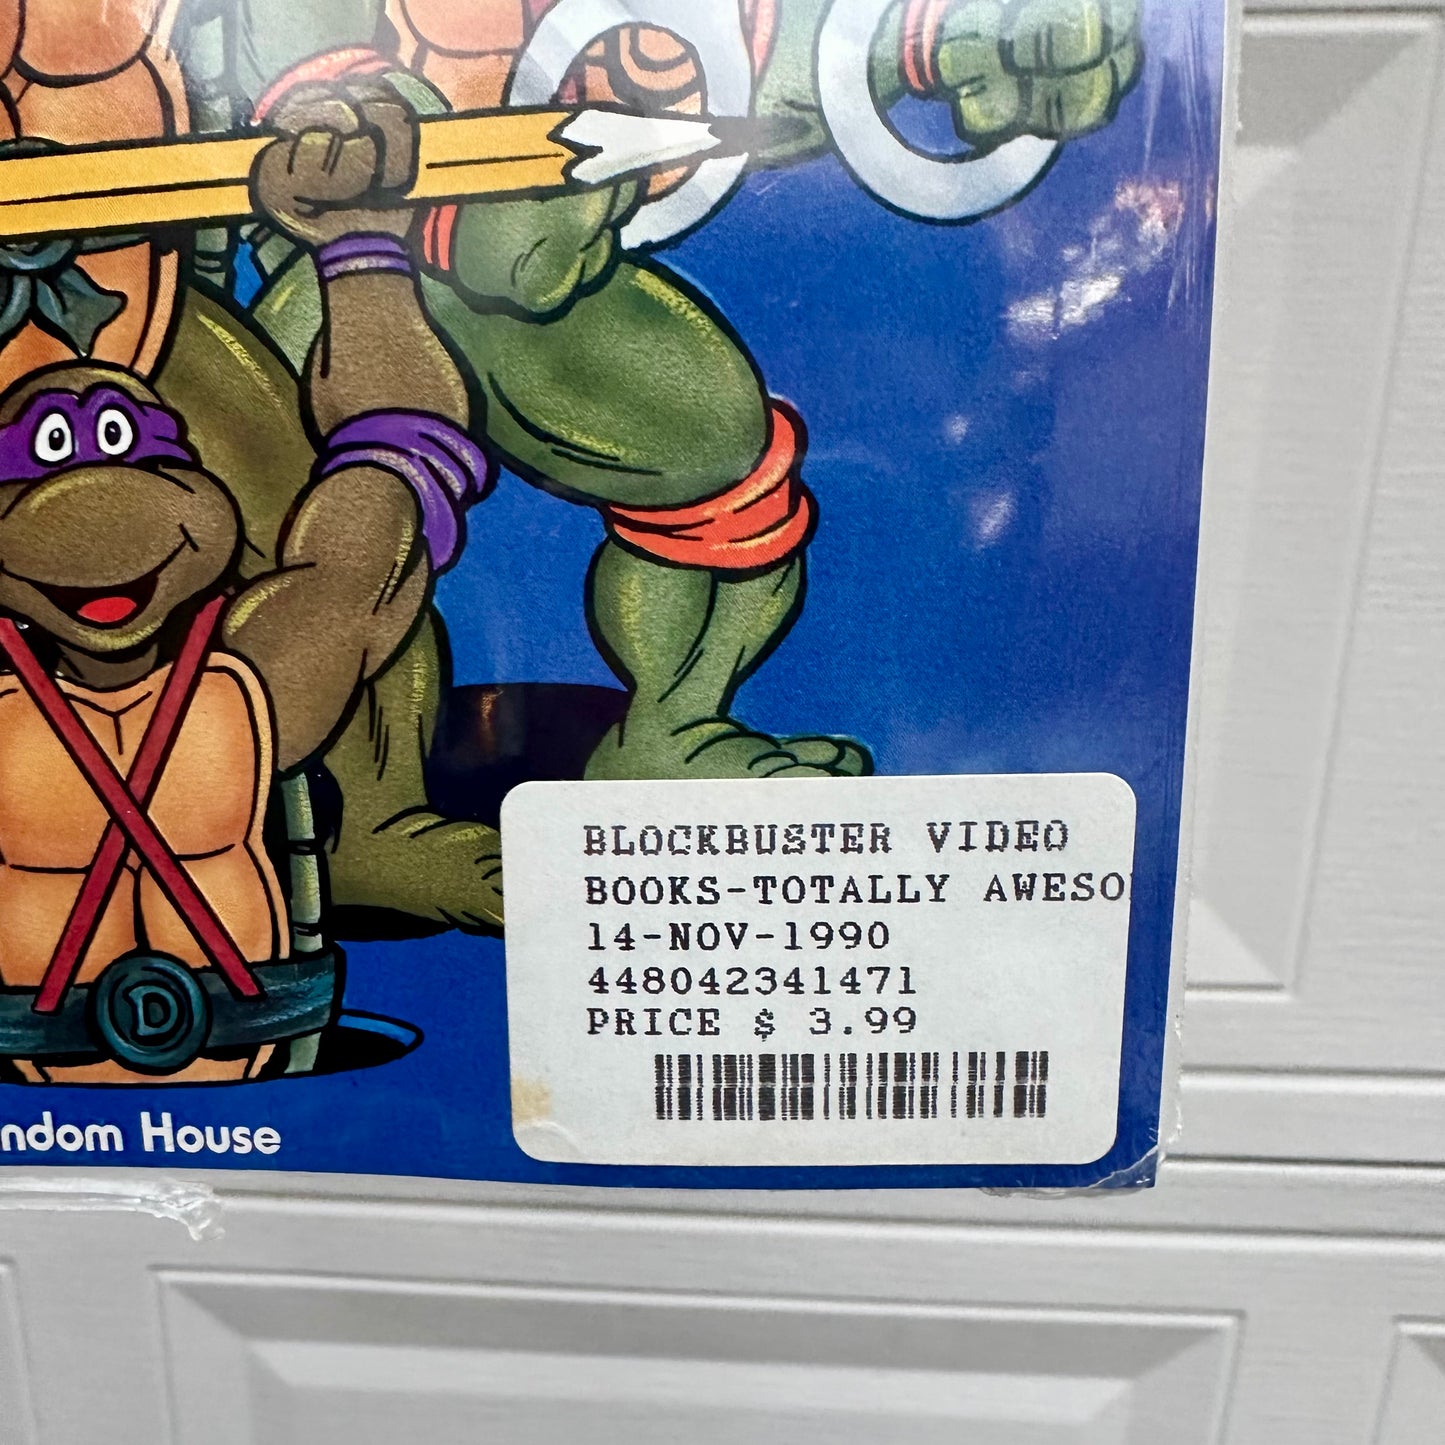 D
BLOCKBUSTER VIDEO
BOOKS-TOTALLY AWESO
14-NOV-1990
448042341471
PRICE $ 3.99
ndom House